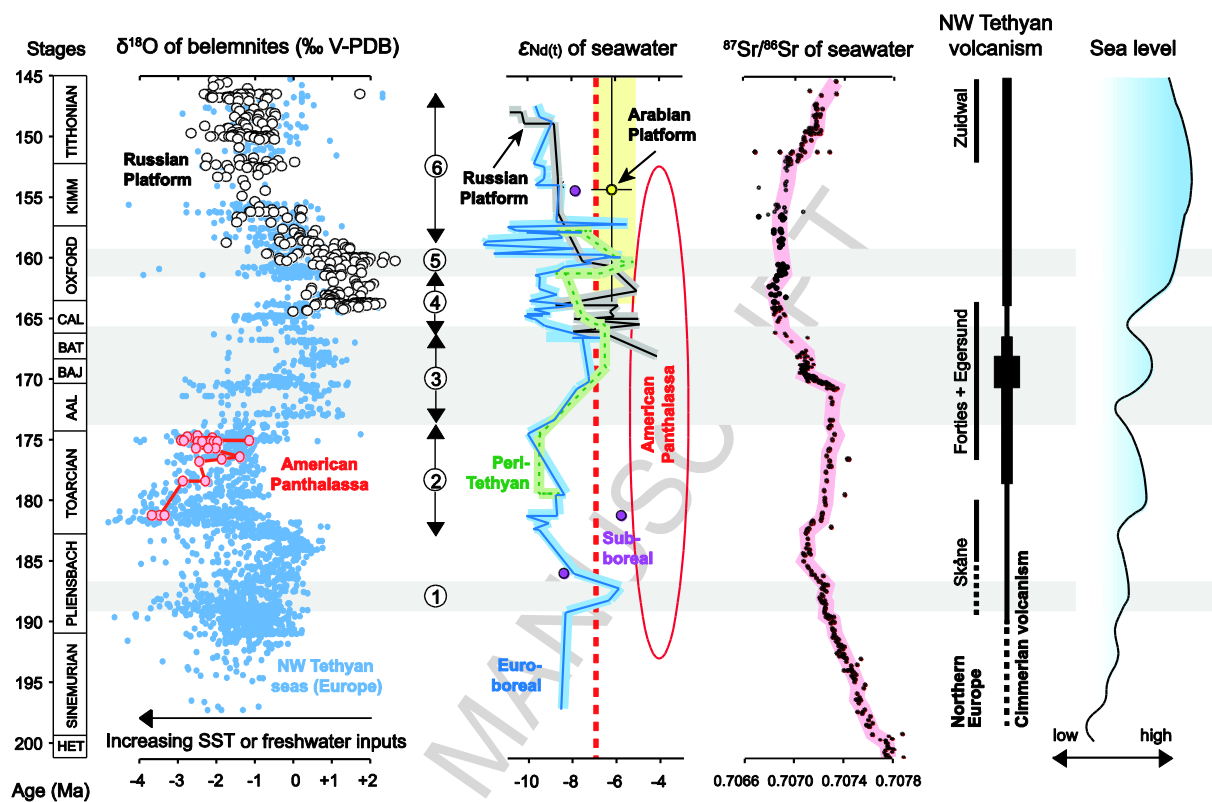 Stages
δ18O of belemnites (‰ V-PDB)
εNd(t) of seawater
87Sr/86Sr of seawater
NW Tethyan
volcanism
Sea level
145
150
155
160
165
170
175
180
185
190
195
200
Age (Ma)
TITHONIAN
KIMM
OXFORD
CAL
BAT
BAJ
AAL
TOARCIAN
PLIENSBACH
SINEMURIAN
HET
Russian
Platform
American
Panthalassa
NW Tethyan
seas (Europe)
Increasing SST or freshwater inputs
-4
-3
-2
-1
0
+1
+2
6
5
4
3
2
1
Russian
Platform
Arabian
Platform
American
Panthalassa
Peri-
Tethyan
Sub-
boreal
Euro-
boreal
-10
-8
-6
-4
0.7066
0.7070
0.7074
0.7078
Zuidwal
Forties + Egersund
Skåne
Northern
Europe
Cimmerian volcanism
low
high
MANUSCRIPT